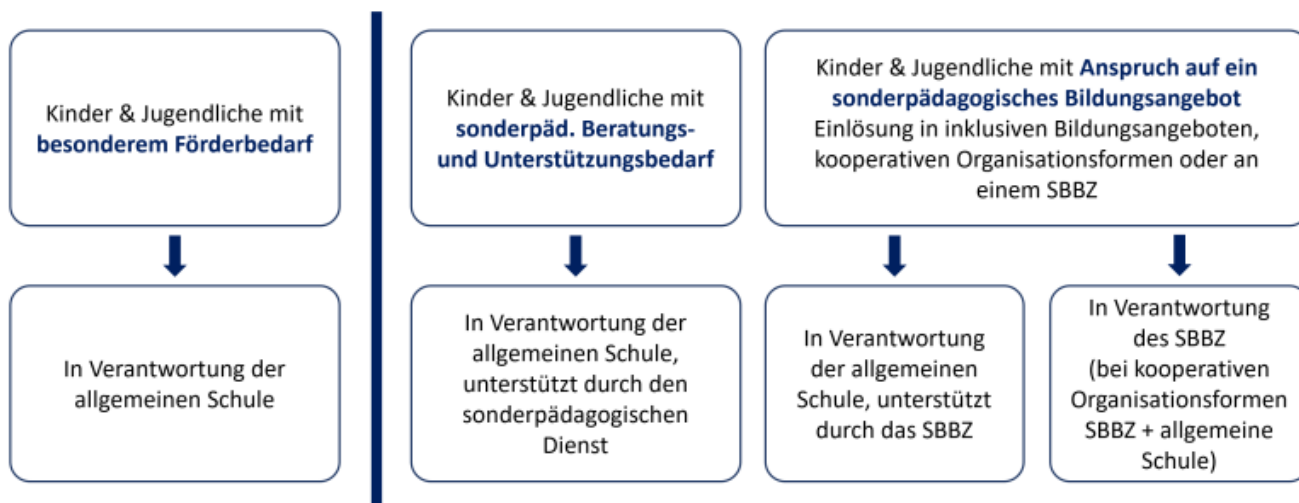 Kinder & Jugendliche mit
besonderem Förderbedarf
In Verantwortung der
allgemeinen Schule
Kinder & Jugendliche mit
sonderpäd. Beratungs-
und Unterstützungsbedarf
In Verantwortung der
allgemeinen Schule,
unterstützt durch den
sonderpädagogischen
Dienst
Kinder & Jugendliche mit Anspruch auf ein
sonderpädagogisches Bildungsangebot
Einlösung in inklusiven Bildungsangeboten,
kooperativen Organisationsformen oder an
einem SBBZ
In Verantwortung
der allgemeinen
Schule, unterstützt
durch das SBBZ
In Verantwortung
des SBBZ
(bei kooperativen
Organisationsformen
SBBZ + allgemeine
Schule)